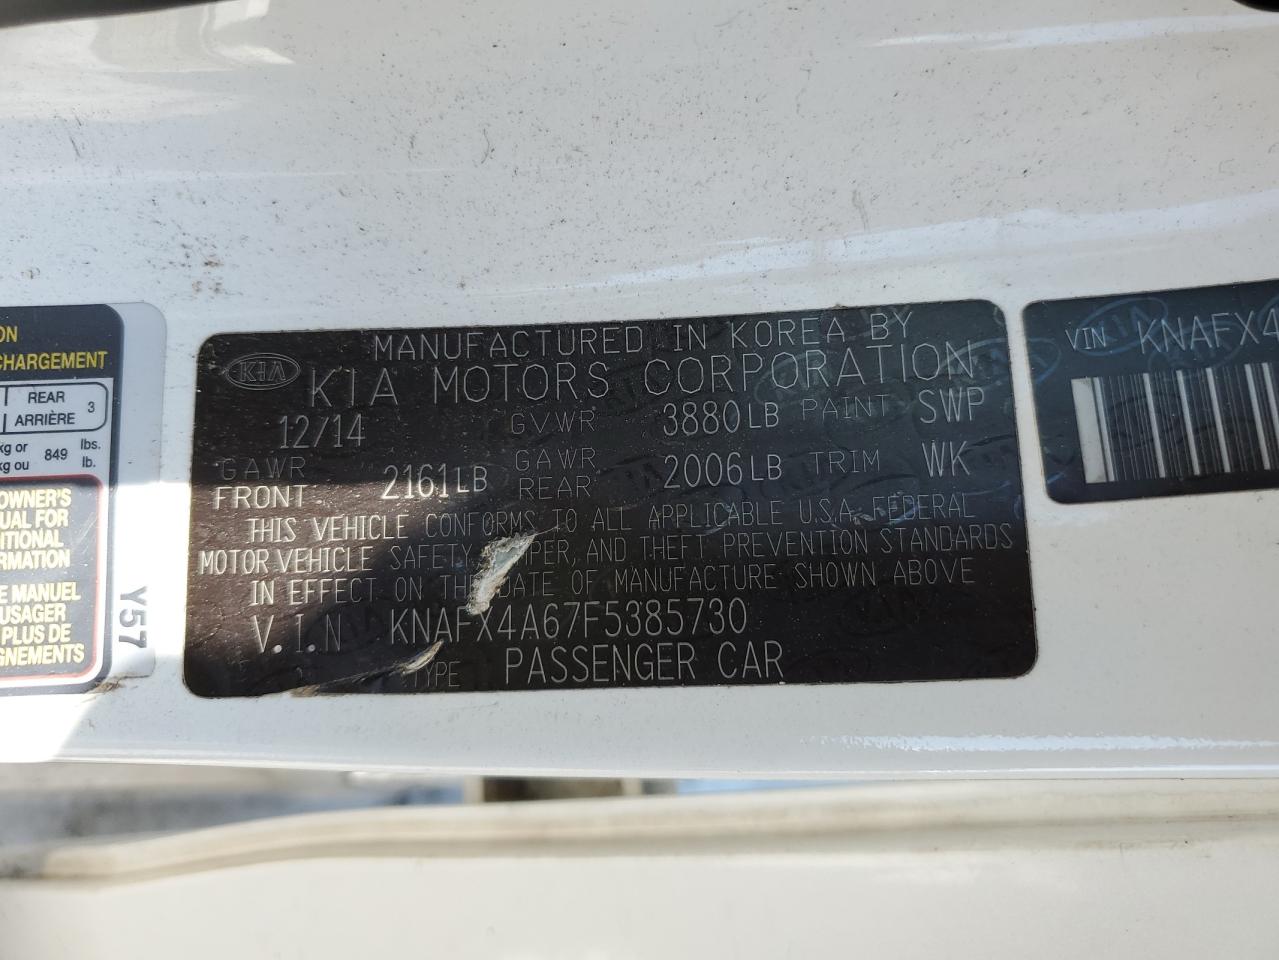 ON
CHARGEMENT
REAR
ARRIÈRE 3
kg or 849 lbs.
kg ou lb.
OWNER'S
UAL FOR
ITIONAL
ORMATION
E MANUEL
USAGER
PLUS DE
GNEMENTS
Y57
MANUFACTURED IN KOREA BY
KIA KIA MOTORS CORPORATION
12/14 GVWR 3880LB PAINT SWP
GAWR FRONT: 2161LB GAWR REAR 2006LB TRIM WK
THIS VEHICLE CONFORMS TO ALL APPLICABLE U.S.A. FEDERAL
MOTOR VEHICLE SAFETY, MPER, AND THEFT PREVENTION STANDARDS
IN EFFECT ON THE DATE OF MANUFACTURE SHOWN ABOVE
V.I.N KNAFX4A67F5385730
TYPE PASSENGER CAR
VIN KNAFX4